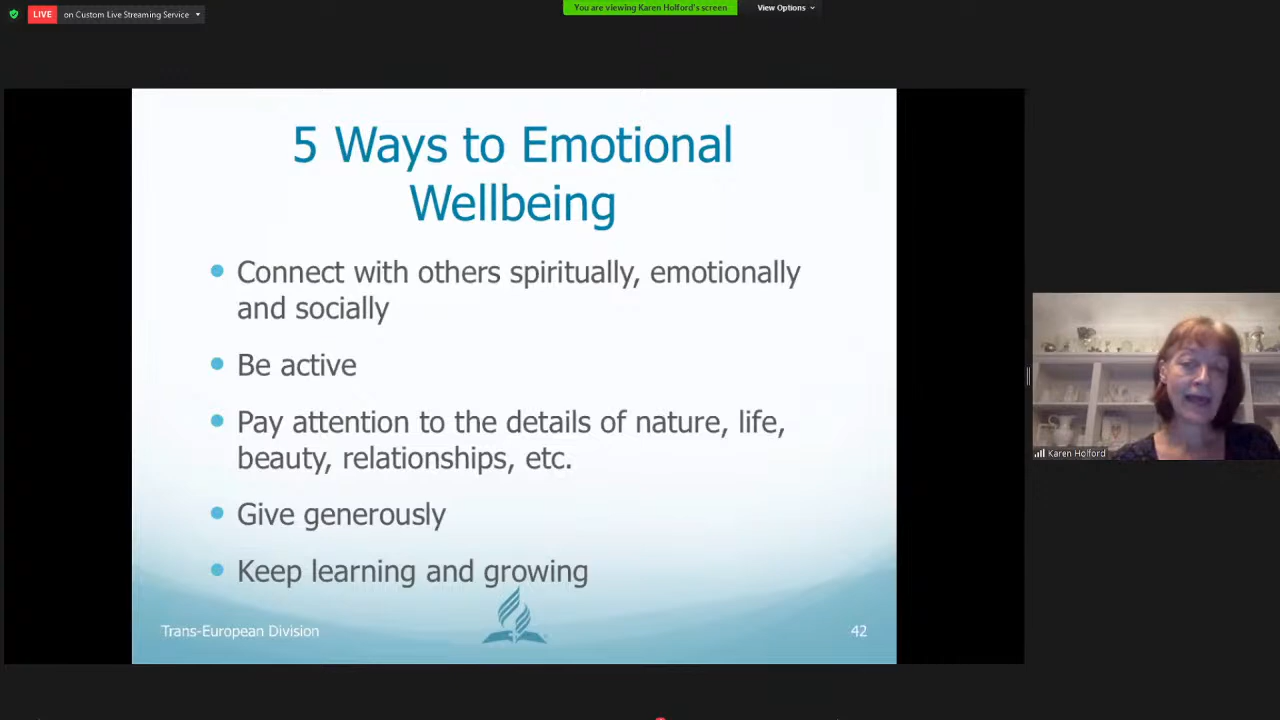 LIVE on Custom Live Streaming Service
You are viewing Karen Holford's screen
View Options
5 Ways to Emotional
Wellbeing
Connect with others spiritually, emotionally
and socially
Be active
Pay attention to the details of nature, life,
beauty, relationships, etc.
Give generously
Keep learning and growing
Trans-European Division
42
Karen Holford